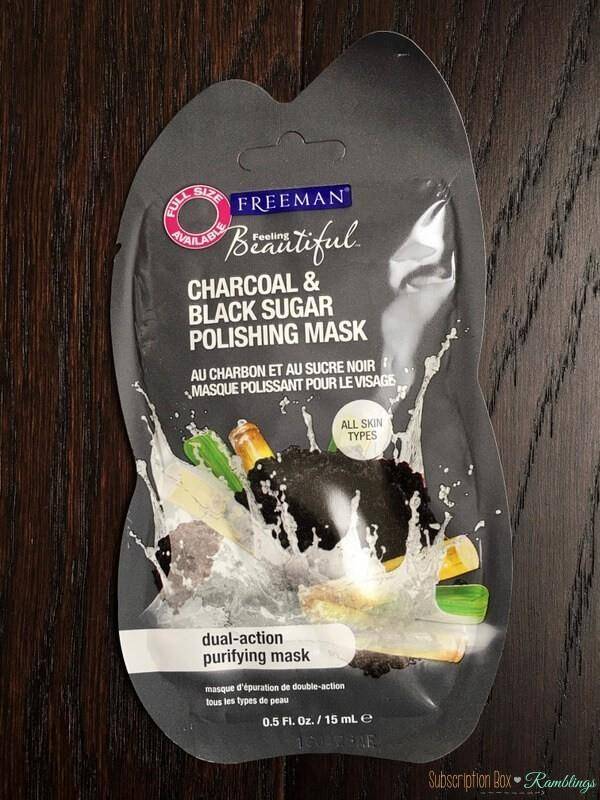 FULL SIZE
AVAILABLE
FREEMAN®
Feeling
Beautiful™
CHARCOAL &
BLACK SUGAR
POLISHING MASK
AU CHARBON ET AU SUCRE NOIR
MASQUE POLISSANT POUR LE VISAGE
ALL SKIN
TYPES
dual-action
purifying mask
masque d'épuration de double-action
tous les types de peau
0.5 Fl. Oz. / 15 mL ℮
Subscription Box ♥ Ramblings